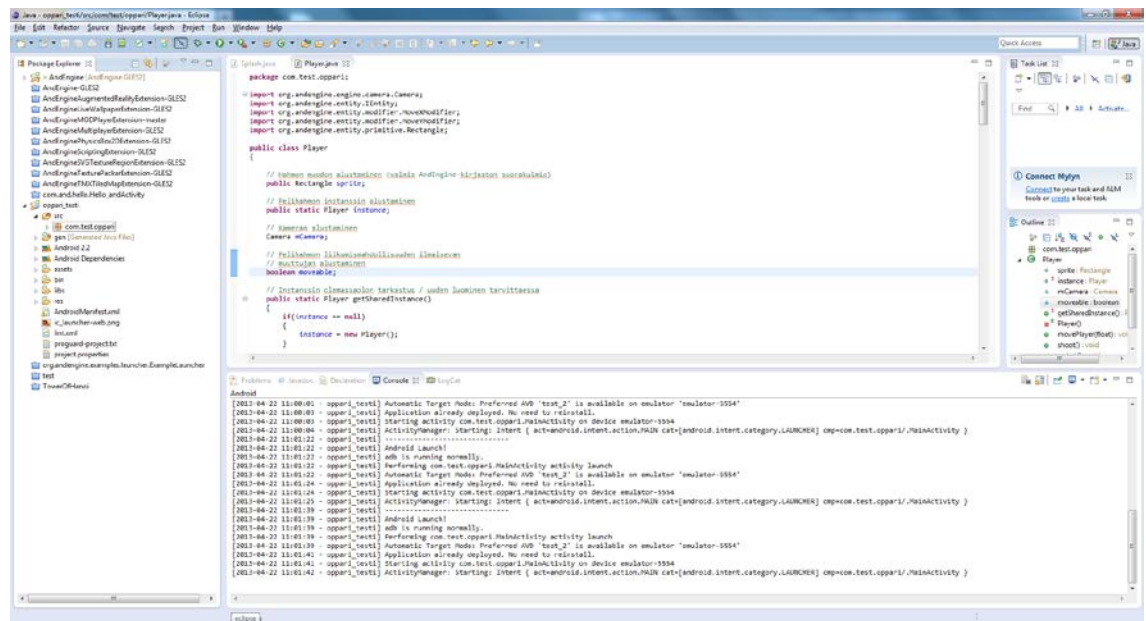 Java - oppari_testi/src/com/test/oppari/Player.java - Eclipse
File Edit Refactor Source Navigate Search Project Run Window Help
Quick Access
Java
Package Explorer
AndEngine [AndEngine GLES2]
AndEngine-GLES2
AndEngineAugmentedRealityExtension-GLES2
AndEngineLiveWallpaperExtension-GLES2
AndEngineMODPlayerExtension-master
AndEngineMultiplayerExtension-GLES2
AndEnginePhysicsBox2DExtension-GLES2
AndEngineScriptingExtension-GLES2
AndEngineSVGTextureRegionExtension-GLES2
AndEngineTexturePackerExtension-GLES2
AndEngineTMXTiledMapExtension-GLES2
com.and.hello.Hello_andActivity
oppari_testi
src
com.test.oppari
gen [Generated Java Files]
Android 2.2
Android Dependencies
assets
bin
libs
res
AndroidManifest.xml
ic_launcher-web.png
lint.xml
proguard-project.txt
project.properties
org.andengine.examples.launcher.ExampleLauncher
test
TowerOfHanoi
Splash.java Player.java
package com.test.oppari;
import org.andengine.engine.camera.Camera;
import org.andengine.entity.IEntity;
import org.andengine.entity.modifier.MoveXModifier;
import org.andengine.entity.modifier.MoveYModifier;
import org.andengine.entity.primitive.Rectangle;
public class Player
{
// Hahmon muodon alustaminen (valmis AndEngine-kirjaston suorakulmio)
public Rectangle sprite;
// Pelihahmon instanssin alustaminen
public static Player instance;
// Kameran alustaminen
Camera mCamera;
// Pelihahmon liikkumismahdollisuuden ilmaisevan
// muuttujan alustaminen
boolean moveable;
// Instanssin olemassaolon tarkastus / uuden luominen tarvittaessa
public static Player getSharedInstance()
{
if(instance == null)
{
instance = new Player();
}
Task List
Find All Activate...
Connect Mylyn
Connect to your task and ALM
tools or create a local task.
Outline
com.test.oppari
Player
sprite : Rectangle
instance : Player
mCamera : Camera
moveable : boolean
getSharedInstance() :
Player()
movePlayer(float) :
shoot() : void
Problems Javadoc Declaration Console LogCat
Android
[2013-04-22 11:00:01 - oppari_testi] Automatic Target Mode: Preferred AVD 'test_2' is available on emulator 'emulator-5554'
[2013-04-22 11:00:03 - oppari_testi] Application already deployed. No need to reinstall.
[2013-04-22 11:00:03 - oppari_testi] Starting activity com.test.oppari.MainActivity on device emulator-5554
[2013-04-22 11:00:04 - oppari_testi] ActivityManager: Starting: Intent { act=android.intent.action.MAIN cat=[android.intent.category.LAUNCHER] cmp=com.test.oppari/.MainActivity }
[2013-04-22 11:01:22 - oppari_testi] ------------------------------
[2013-04-22 11:01:22 - oppari_testi] Android Launch!
[2013-04-22 11:01:22 - oppari_testi] adb is running normally.
[2013-04-22 11:01:22 - oppari_testi] Performing com.test.oppari.MainActivity activity launch
[2013-04-22 11:01:22 - oppari_testi] Automatic Target Mode: Preferred AVD 'test_2' is available on emulator 'emulator-5554'
[2013-04-22 11:01:24 - oppari_testi] Application already deployed. No need to reinstall.
[2013-04-22 11:01:24 - oppari_testi] Starting activity com.test.oppari.MainActivity on device emulator-5554
[2013-04-22 11:01:25 - oppari_testi] ActivityManager: Starting: Intent { act=android.intent.action.MAIN cat=[android.intent.category.LAUNCHER] cmp=com.test.oppari/.MainActivity }
[2013-04-22 11:01:39 - oppari_testi] ------------------------------
[2013-04-22 11:01:39 - oppari_testi] Android Launch!
[2013-04-22 11:01:39 - oppari_testi] adb is running normally.
[2013-04-22 11:01:39 - oppari_testi] Performing com.test.oppari.MainActivity activity launch
[2013-04-22 11:01:39 - oppari_testi] Automatic Target Mode: Preferred AVD 'test_2' is available on emulator 'emulator-5554'
[2013-04-22 11:01:41 - oppari_testi] Application already deployed. No need to reinstall.
[2013-04-22 11:01:41 - oppari_testi] Starting activity com.test.oppari.MainActivity on device emulator-5554
[2013-04-22 11:01:42 - oppari_testi] ActivityManager: Starting: Intent { act=android.intent.action.MAIN cat=[android.intent.category.LAUNCHER] cmp=com.test.oppari/.MainActivity }
eclipse